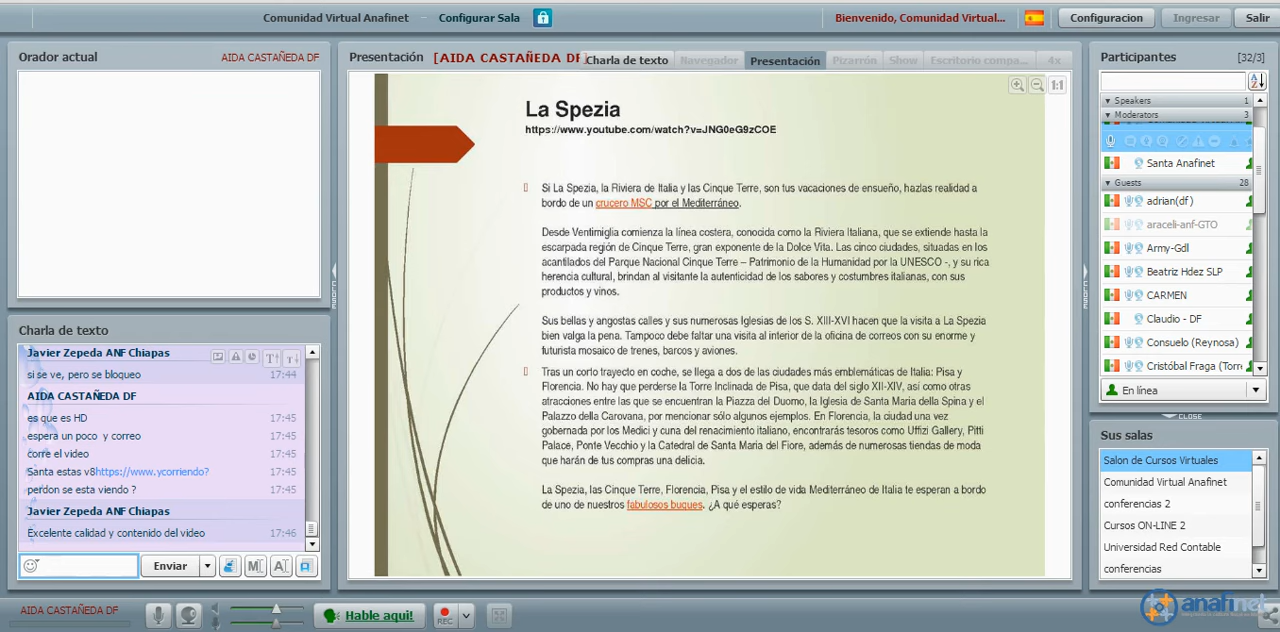 Comunidad Virtual Anafinet
Configurar Sala
Bienvenido, Comunidad Virtual...
Configuracion
Ingresar
Salir
Orador actual
AIDA CASTAÑEDA DF
Presentación
[AIDA CASTAÑEDA DF]
Charla de texto
Navegador
Presentación
Pizarrón
Show
Escritorio compa...
4x
1:1
La Spezia
https://www.youtube.com/watch?v=JNG0eG9zCOE
Si La Spezia, la Riviera de Italia y las Cinque Terre, son tus vacaciones de ensueño, hazlas realidad a
bordo de un crucero MSC por el Mediterráneo.
Desde Ventimiglia comienza la línea costera, conocida como la Riviera Italiana, que se extiende hasta la
escarpada región de Cinque Terre, gran exponente de la Dolce Vita. Las cinco ciudades, situadas en los
acantilados del Parque Nacional Cinque Terre – Patrimonio de la Humanidad por la UNESCO -, y su rica
herencia cultural, brindan al visitante la autenticidad de los sabores y costumbres italianas, con sus
productos y vinos.
Sus bellas y angostas calles y sus numerosas Iglesias de los S. XIII-XVI hacen que la visita a La Spezia
bien valga la pena. Tampoco debe faltar una visita al interior de la oficina de correos con su enorme y
futurista mosaico de trenes, barcos y aviones.
Tras un corto trayecto en coche, se llega a dos de las ciudades más emblemáticas de Italia: Pisa y
Florencia. No hay que perderse la Torre Inclinada de Pisa, que data del siglo XII-XIV, así como otras
atracciones entre las que se encuentran la Piazza del Duomo, la Iglesia de Santa Maria della Spina y el
Palazzo della Carovana, por mencionar sólo algunos ejemplos. En Florencia, la ciudad una vez
gobernada por los Medici y cuna del renacimiento italiano, encontrarás tesoros como Uffizi Gallery, Pitti
Palace, Ponte Vecchio y la Catedral de Santa Maria del Fiore, además de numerosas tiendas de moda
que harán de tus compras una delicia.
La Spezia, las Cinque Terre, Florencia, Pisa y el estilo de vida Mediterráneo de Italia te esperan a bordo
de uno de nuestros fabulosos buques. ¿A qué esperas?
Charla de texto
Javier Zepeda ANF Chiapas
si se ve, pero se bloqueo 17:44
AIDA CASTAÑEDA DF
es que es HD 17:45
espera un poco y correo 17:45
corre el video 17:45
Santa estas v8https://www.ycorriendo? 17:45
perdon se esta viendo ? 17:45
Javier Zepeda ANF Chiapas
Excelente calidad y contenido del video 17:46
Enviar
AIDA CASTAÑEDA DF
Hable aqui!
REC
Participantes
[32/3]
Speakers 1
Moderators 3
Santa Anafinet
Guests 28
adrian(df)
araceli-anf-GTO
Army-Gdl
Beatriz Hdez SLP
CARMEN
Claudio - DF
Consuelo (Reynosa)
Cristóbal Fraga (Torre
En línea
CLOSE
Sus salas
Salon de Cursos Virtuales
Comunidad Virtual Anafinet
conferencias 2
Cursos ON-LINE 2
Universidad Red Contable
conferencias
anafinet